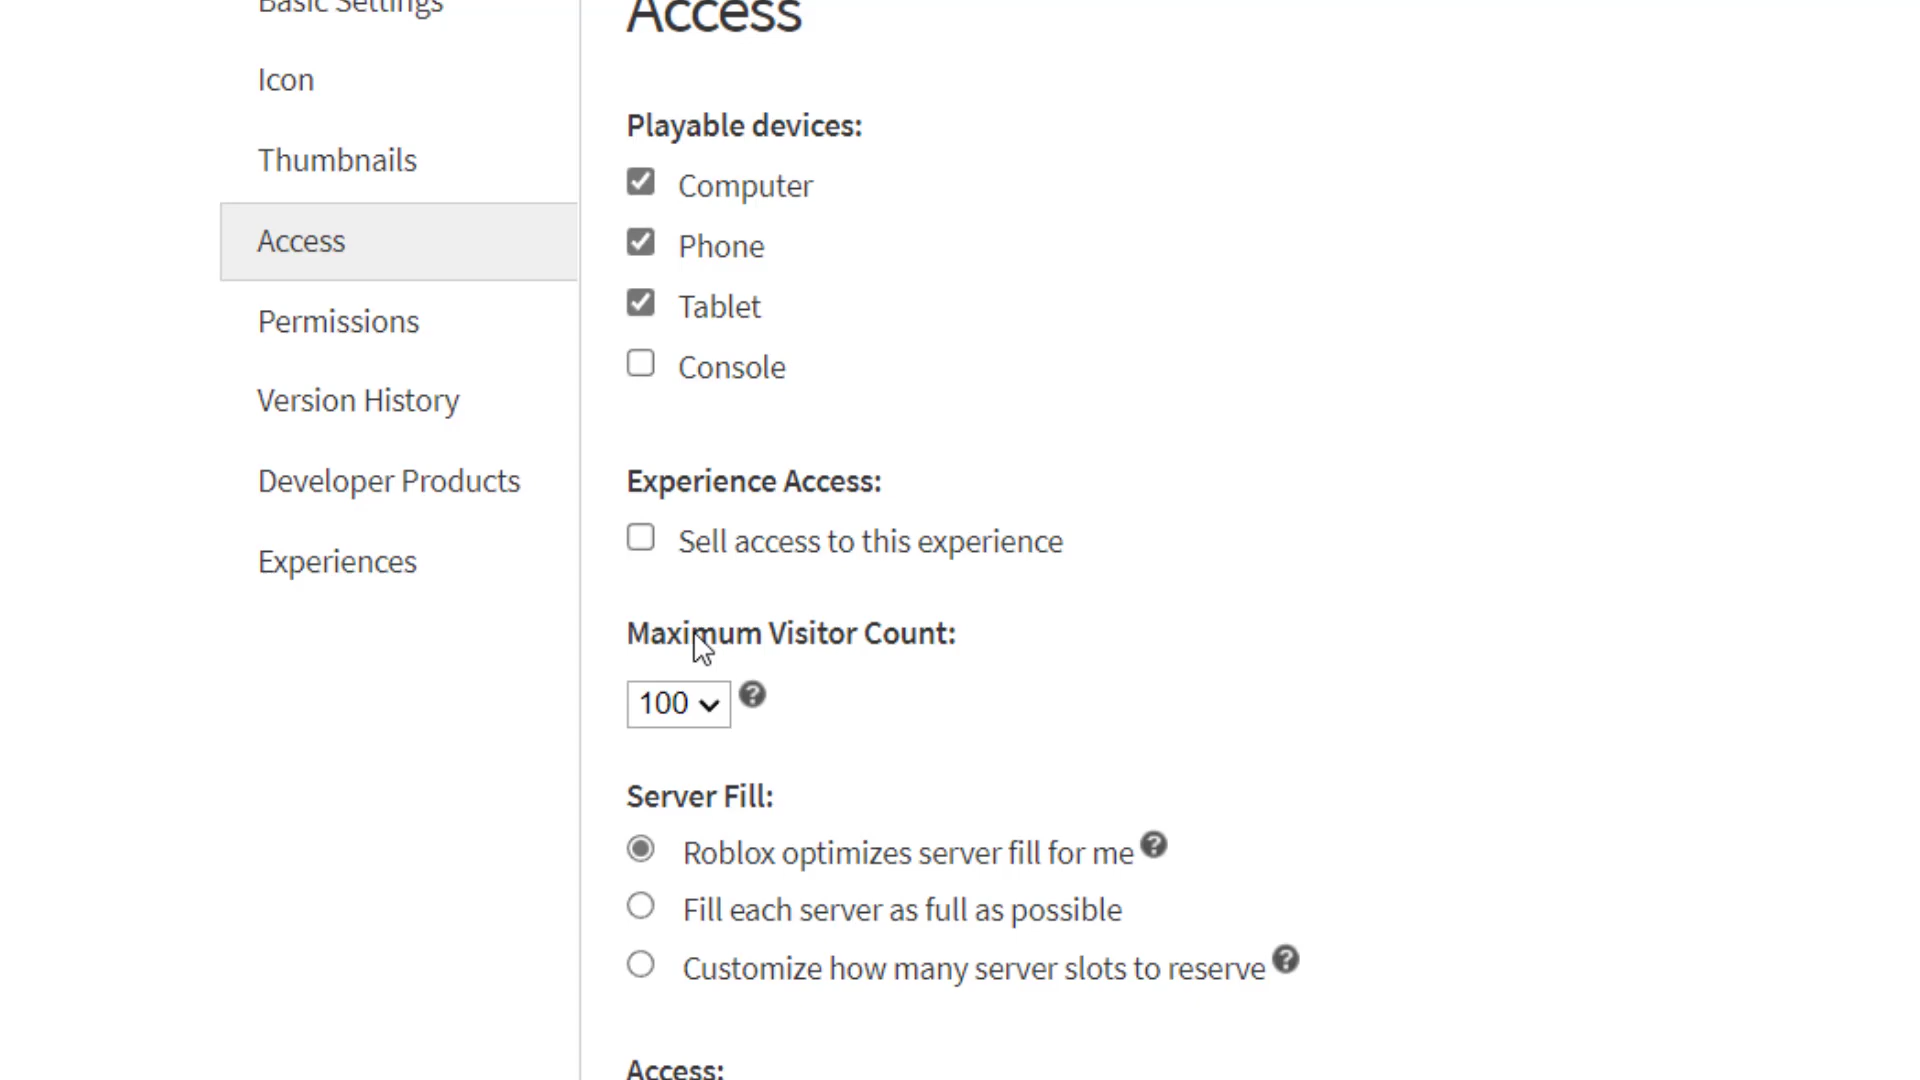 Basic Settings
Icon
Thumbnails
Access
Permissions
Version History
Developer Products
Experiences
Access
Playable devices:
Computer
Phone
Tablet
Console
Experience Access:
Sell access to this experience
Maximum Visitor Count:
100
Server Fill:
Roblox optimizes server fill for me
Fill each server as full as possible
Customize how many server slots to reserve
Access: